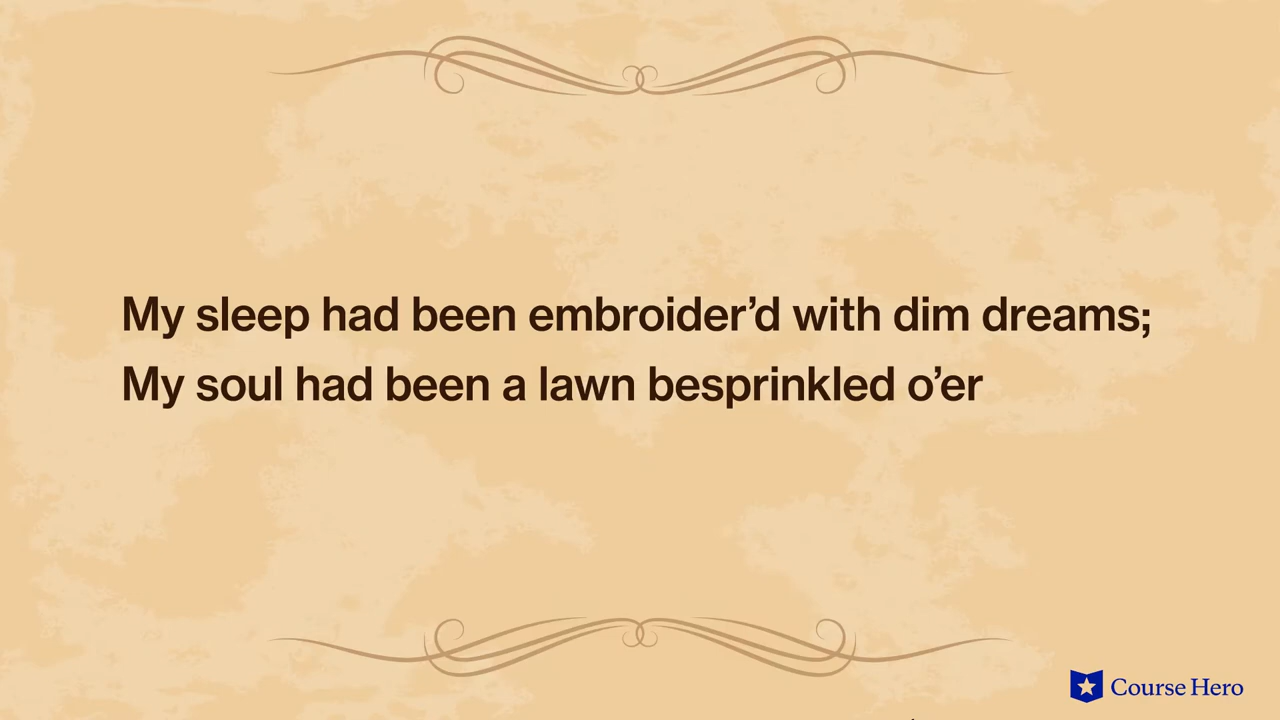 My sleep had been embroider’d with dim dreams;
My soul had been a lawn besprinkled o’er
Course Hero